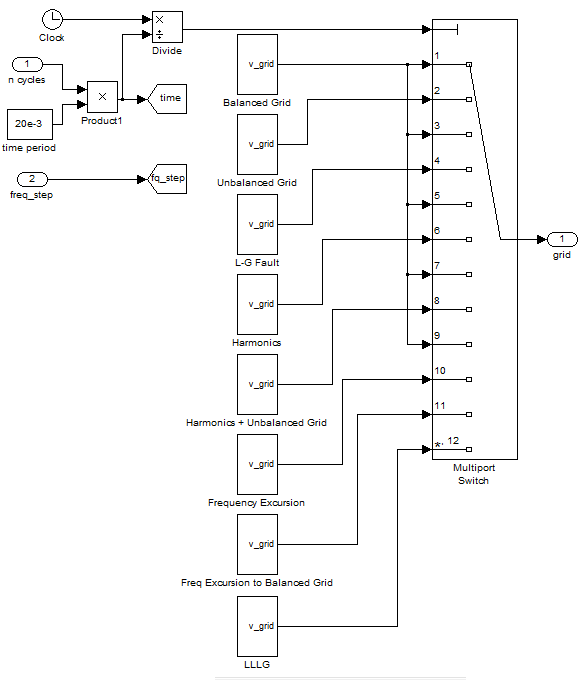 ×
÷
Clock
Divide
1
n cycles
20e-3
time period
×
Product1
time
2
freq_step
fq_step
v_grid
Balanced Grid
v_grid
Unbalanced Grid
v_grid
L-G Fault
v_grid
Harmonics
v_grid
Harmonics + Unbalanced Grid
v_grid
Frequency Excursion
v_grid
Freq Excursion to Balanced Grid
v_grid
LLLG
1
2
3
4
5
6
7
8
9
10
11
*, 12
Multiport
Switch
1
grid